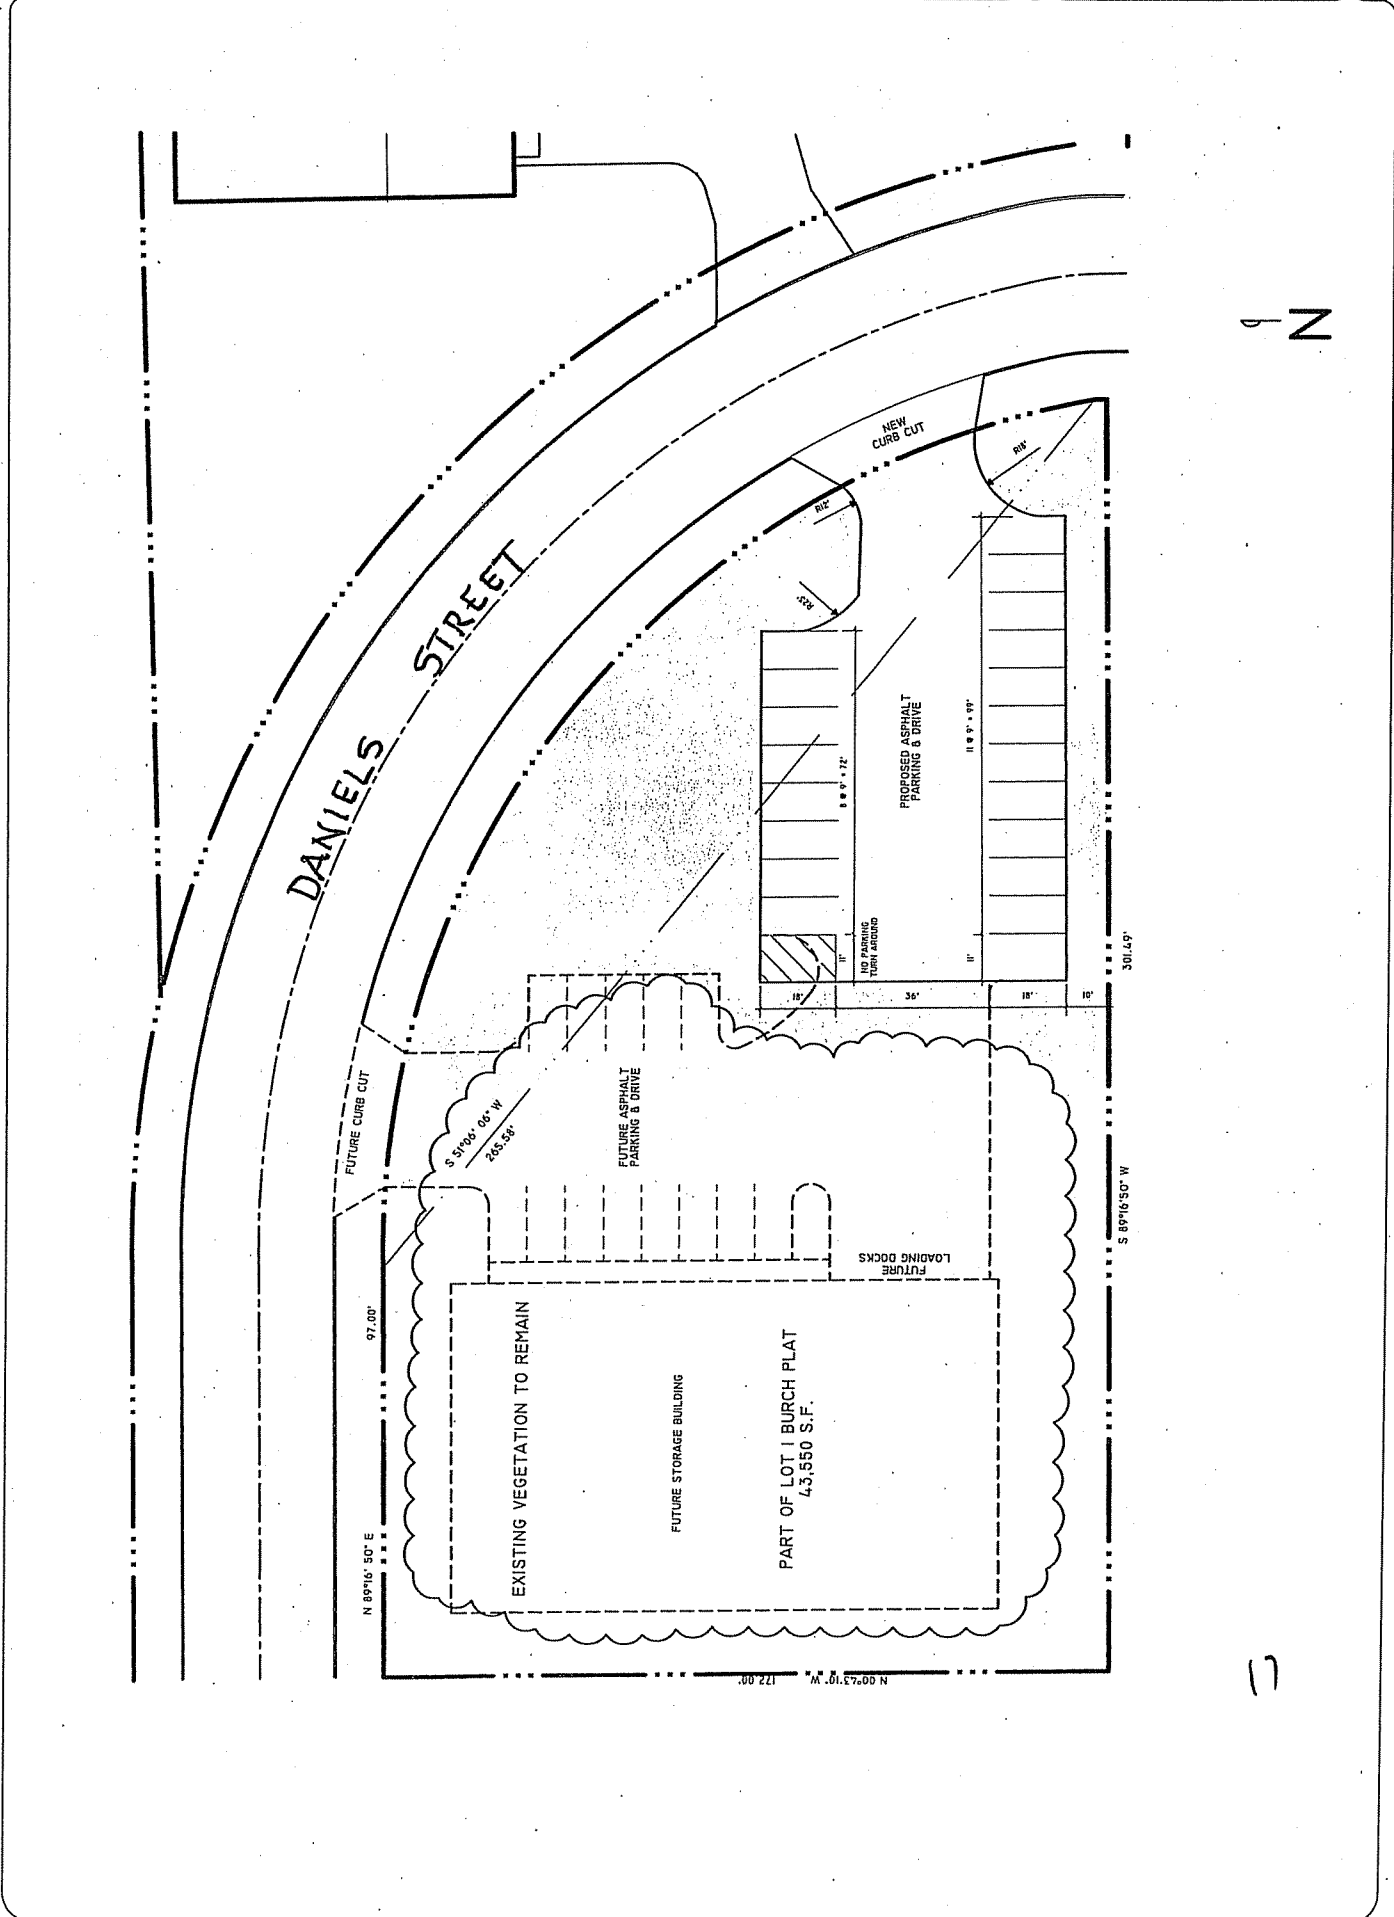 N
DANIELS STREET
NEW
CURB CUT
R18'
R12'
R25'
PROPOSED ASPHALT
PARKING & DRIVE
8 @ 9' = 72'
11 @ 9' = 99'
NO PARKING
TURN AROUND
11'
11'
18'
36'
18'
10'
301.49'
S 89°16'50" W
FUTURE CURB CUT
S 51°06' 06" W
265.58'
FUTURE ASPHALT
PARKING & DRIVE
FUTURE
LOADING DOCKS
97.00'
N 89°16' 50" E
EXISTING VEGETATION TO REMAIN
FUTURE STORAGE BUILDING
PART OF LOT 1 BURCH PLAT
43,550 S.F.
N 00°43'10" W 172.00'
17